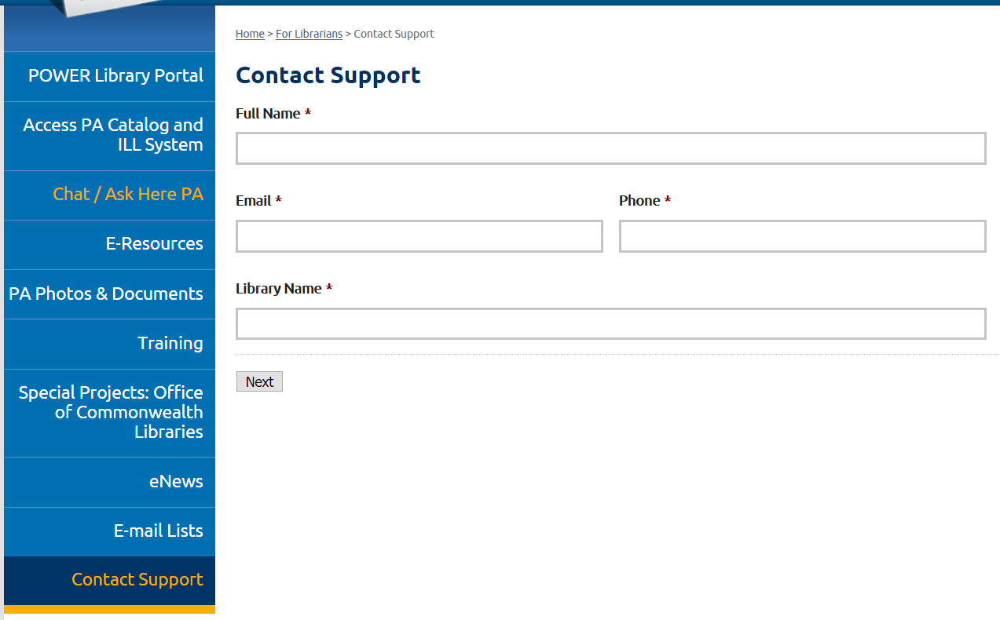 POWER Library Portal
Access PA Catalog and
ILL System
Chat / Ask Here PA
E-Resources
PA Photos & Documents
Training
Special Projects: Office
of Commonwealth
Libraries
eNews
E-mail Lists
Contact Support
Home > For Librarians > Contact Support
Contact Support
Full Name *
Email *
Phone *
Library Name *
Next